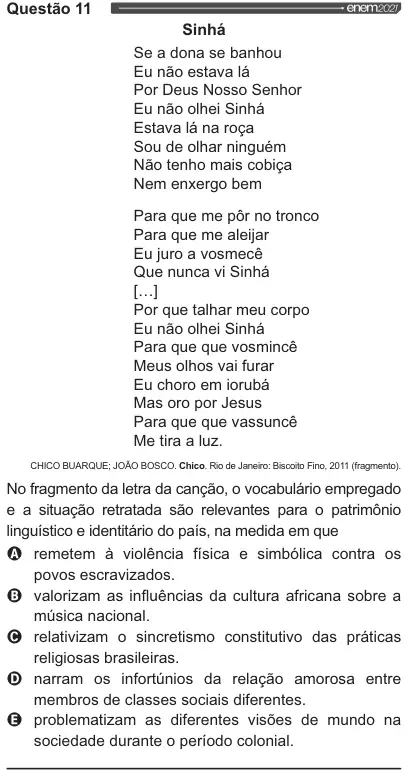 Questão 11
enem2021
Sinhá
Se a dona se banhou
Eu não estava lá
Por Deus Nosso Senhor
Eu não olhei Sinhá
Estava lá na roça
Sou de olhar ninguém
Não tenho mais cobiça
Nem enxergo bem
Para que me pôr no tronco
Para que me aleijar
Eu juro a vosmecê
Que nunca vi Sinhá
[…]
Por que talhar meu corpo
Eu não olhei Sinhá
Para que que vosmincê
Meus olhos vai furar
Eu choro em iorubá
Mas oro por Jesus
Para que que vassuncê
Me tira a luz.
CHICO BUARQUE; JOÃO BOSCO. Chico. Rio de Janeiro: Biscoito Fino, 2011 (fragmento).
No fragmento da letra da canção, o vocabulário empregado
e a situação retratada são relevantes para o patrimônio
linguístico e identitário do país, na medida em que
A remetem à violência física e simbólica contra os
povos escravizados.
B valorizam as influências da cultura africana sobre a
música nacional.
C relativizam o sincretismo constitutivo das práticas
religiosas brasileiras.
D narram os infortúnios da relação amorosa entre
membros de classes sociais diferentes.
E problematizam as diferentes visões de mundo na
sociedade durante o período colonial.